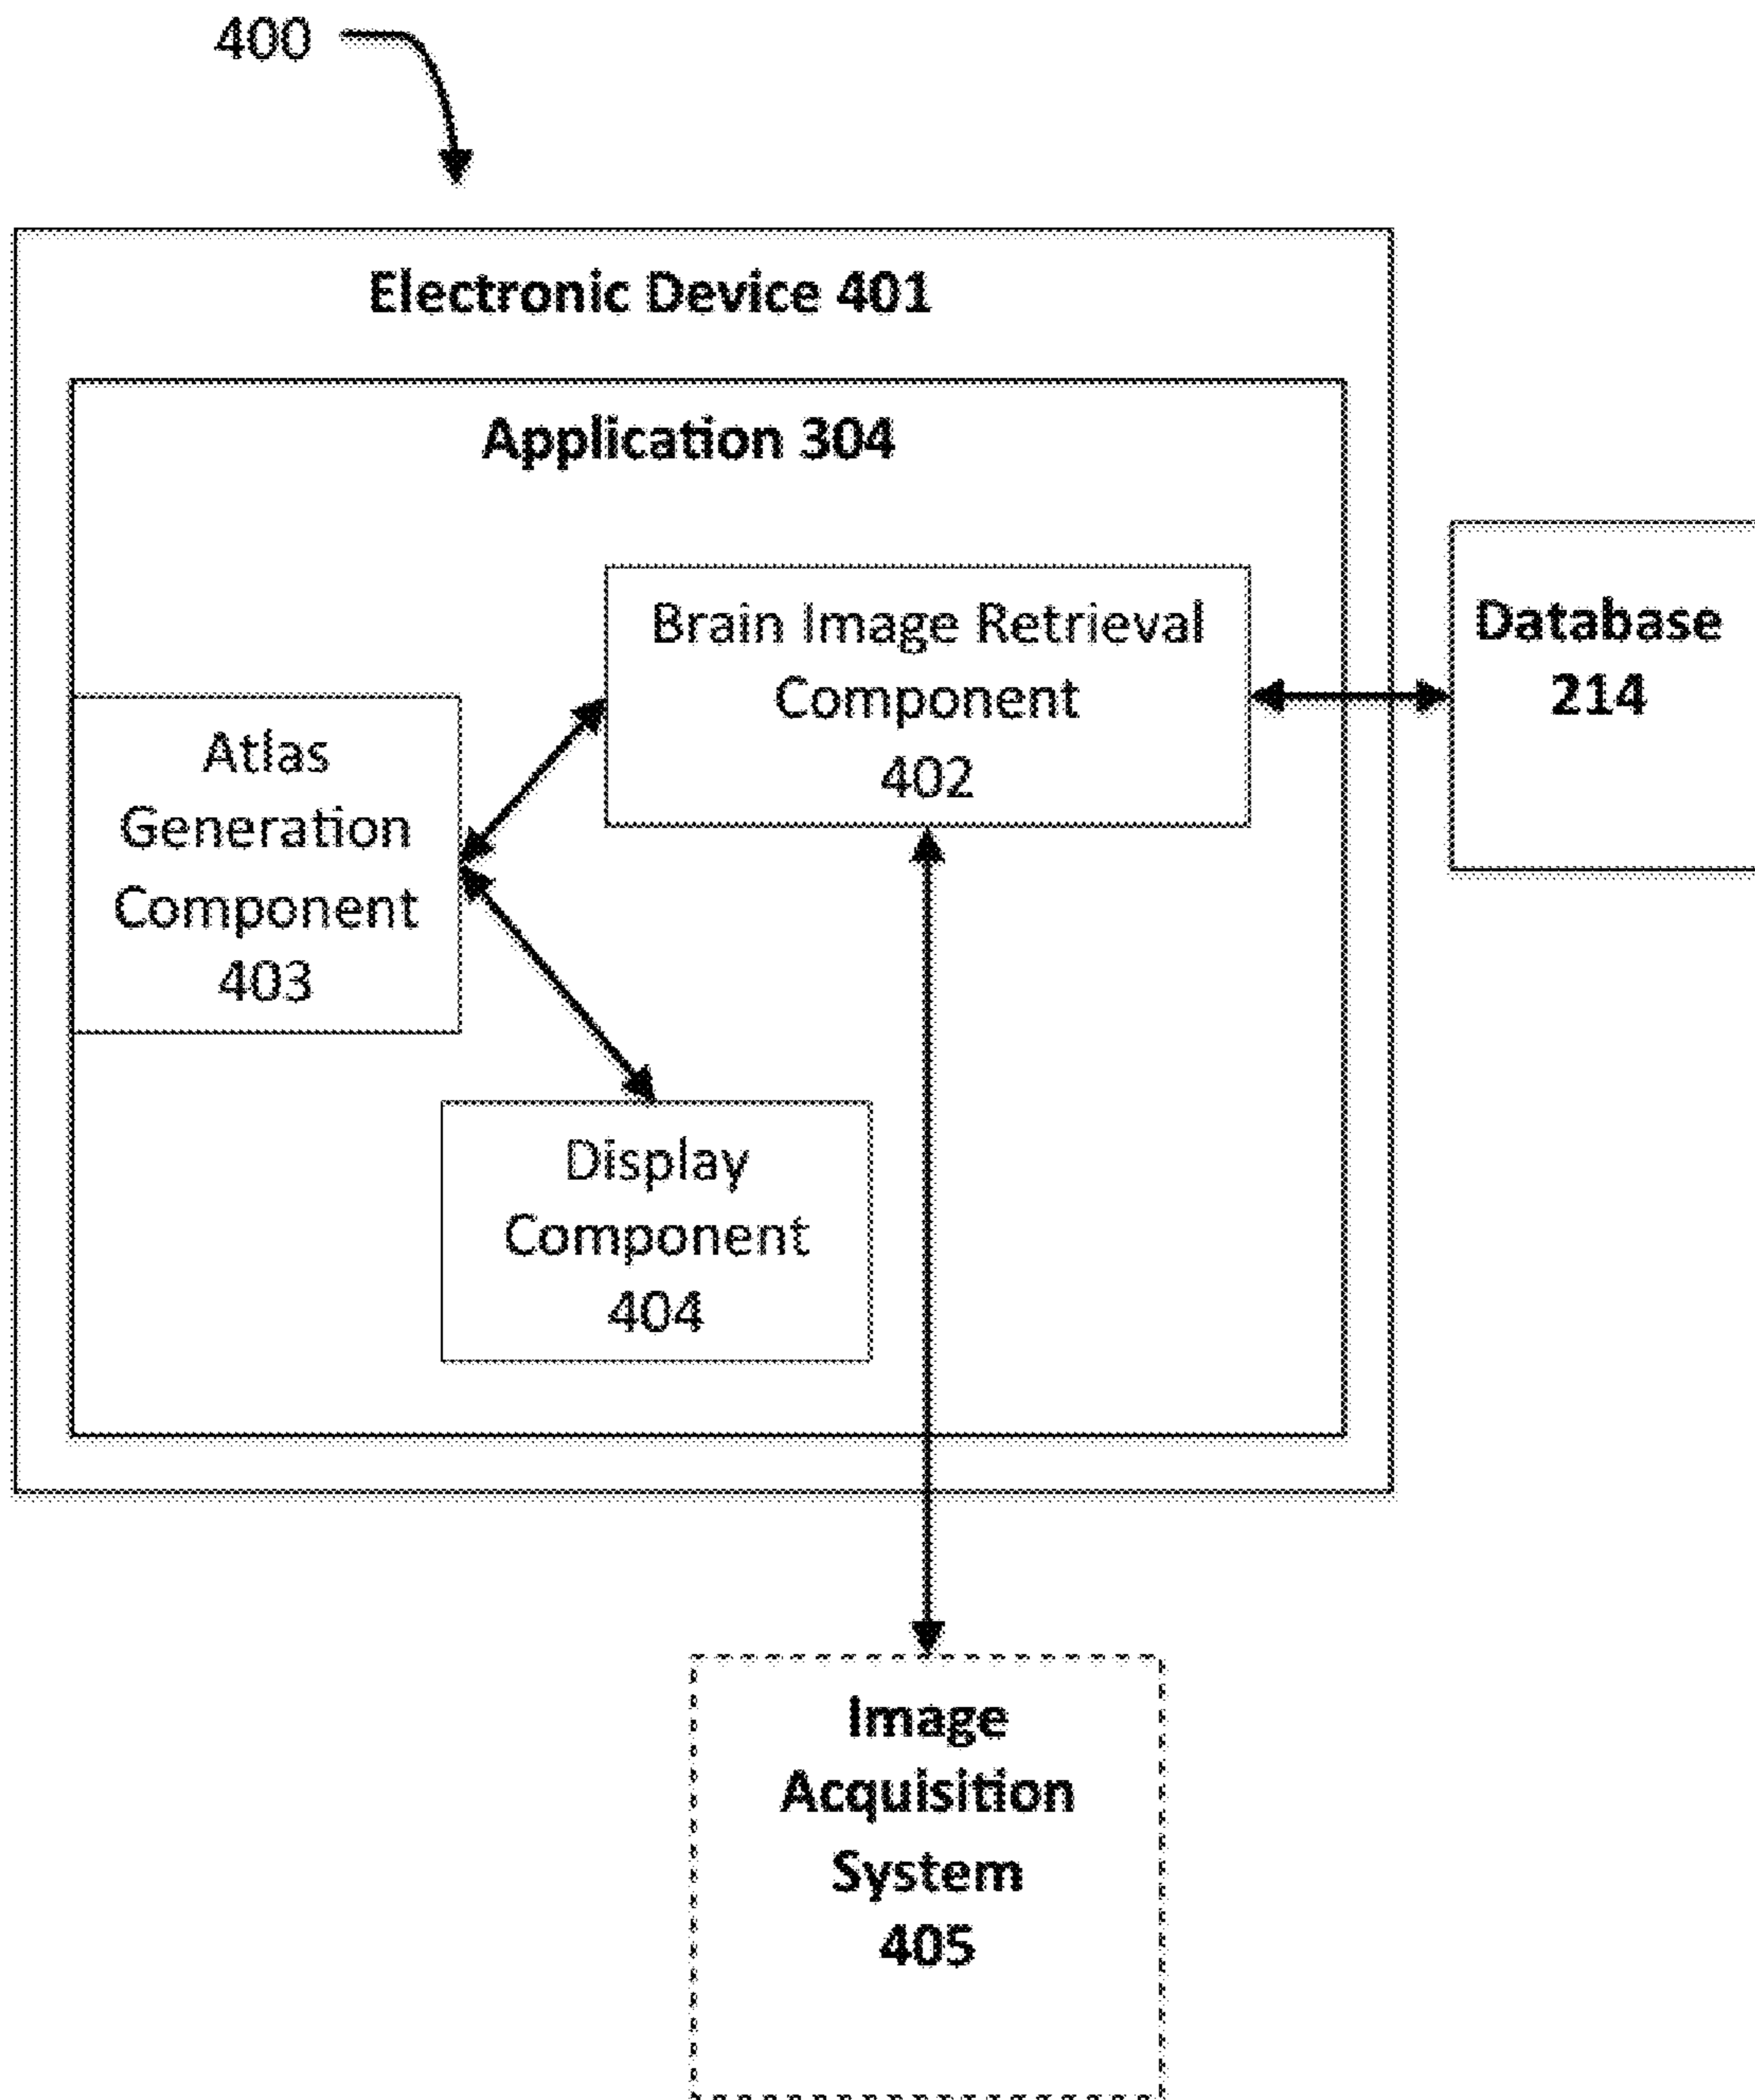 400
Electronic Device 401
Application 304
Brain Image Retrieval
Component
402
Database
214
Atlas
Generation
Component
403
Display
Component
404
Image
Acquisition
System
405